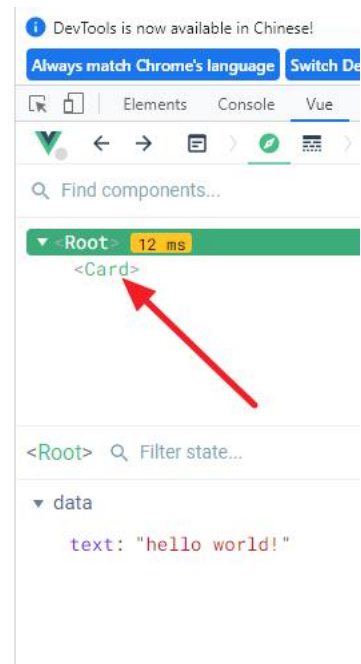 DevTools is now available in Chinese!
Always match Chrome's language Switch De
Elements Console Vue
Find components...
<Root> 12 ms
<Card>
<Root> Filter state...
data
text: "hello world!"